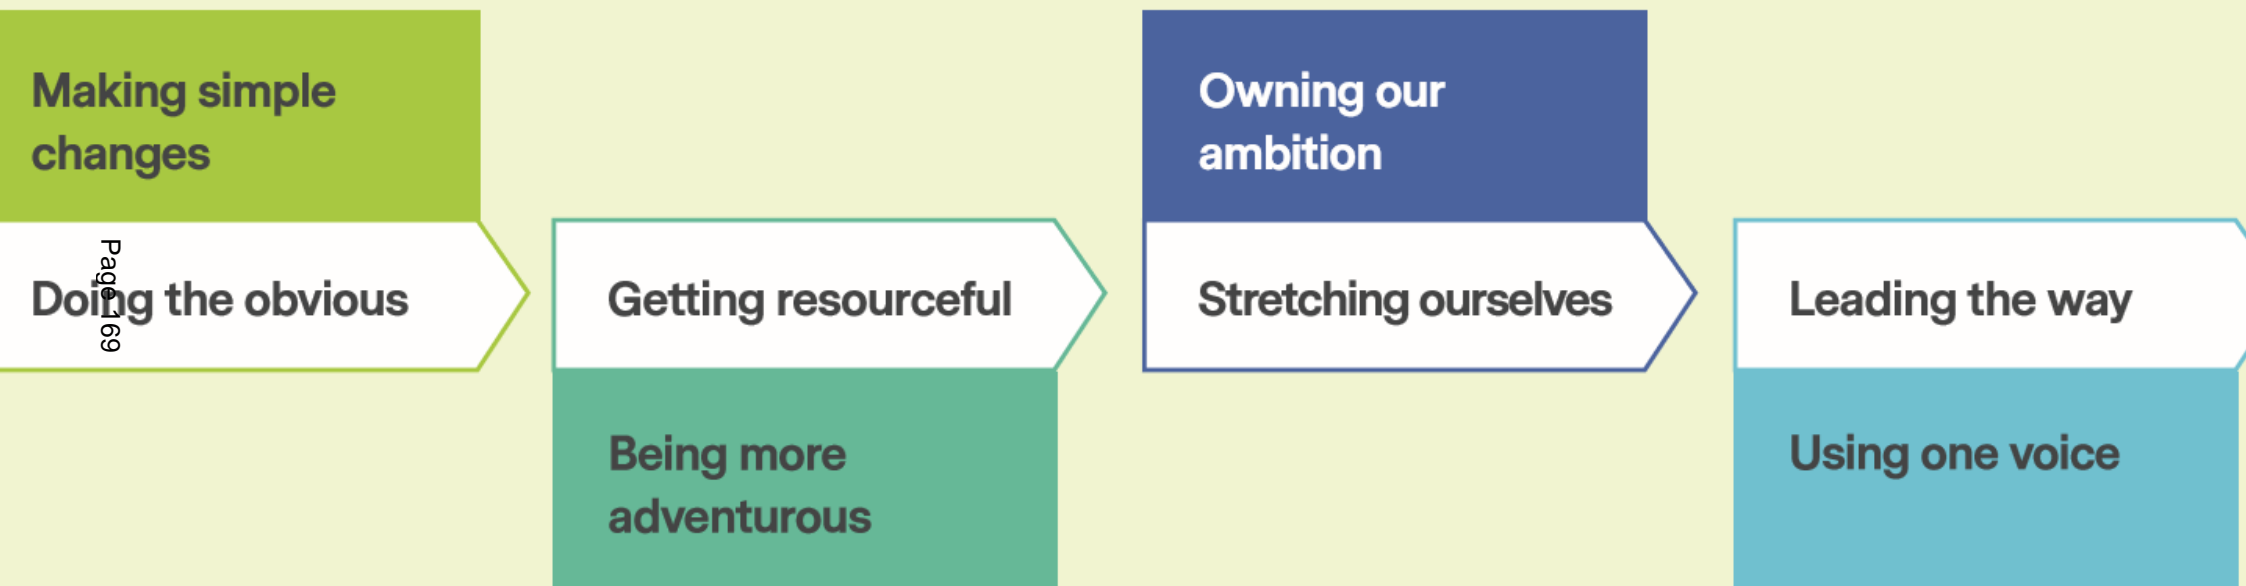 Making simple
changes
Doing the obvious
Page 169
Getting resourceful
Being more
adventurous
Owning our
ambition
Stretching ourselves
Leading the way
Using one voice